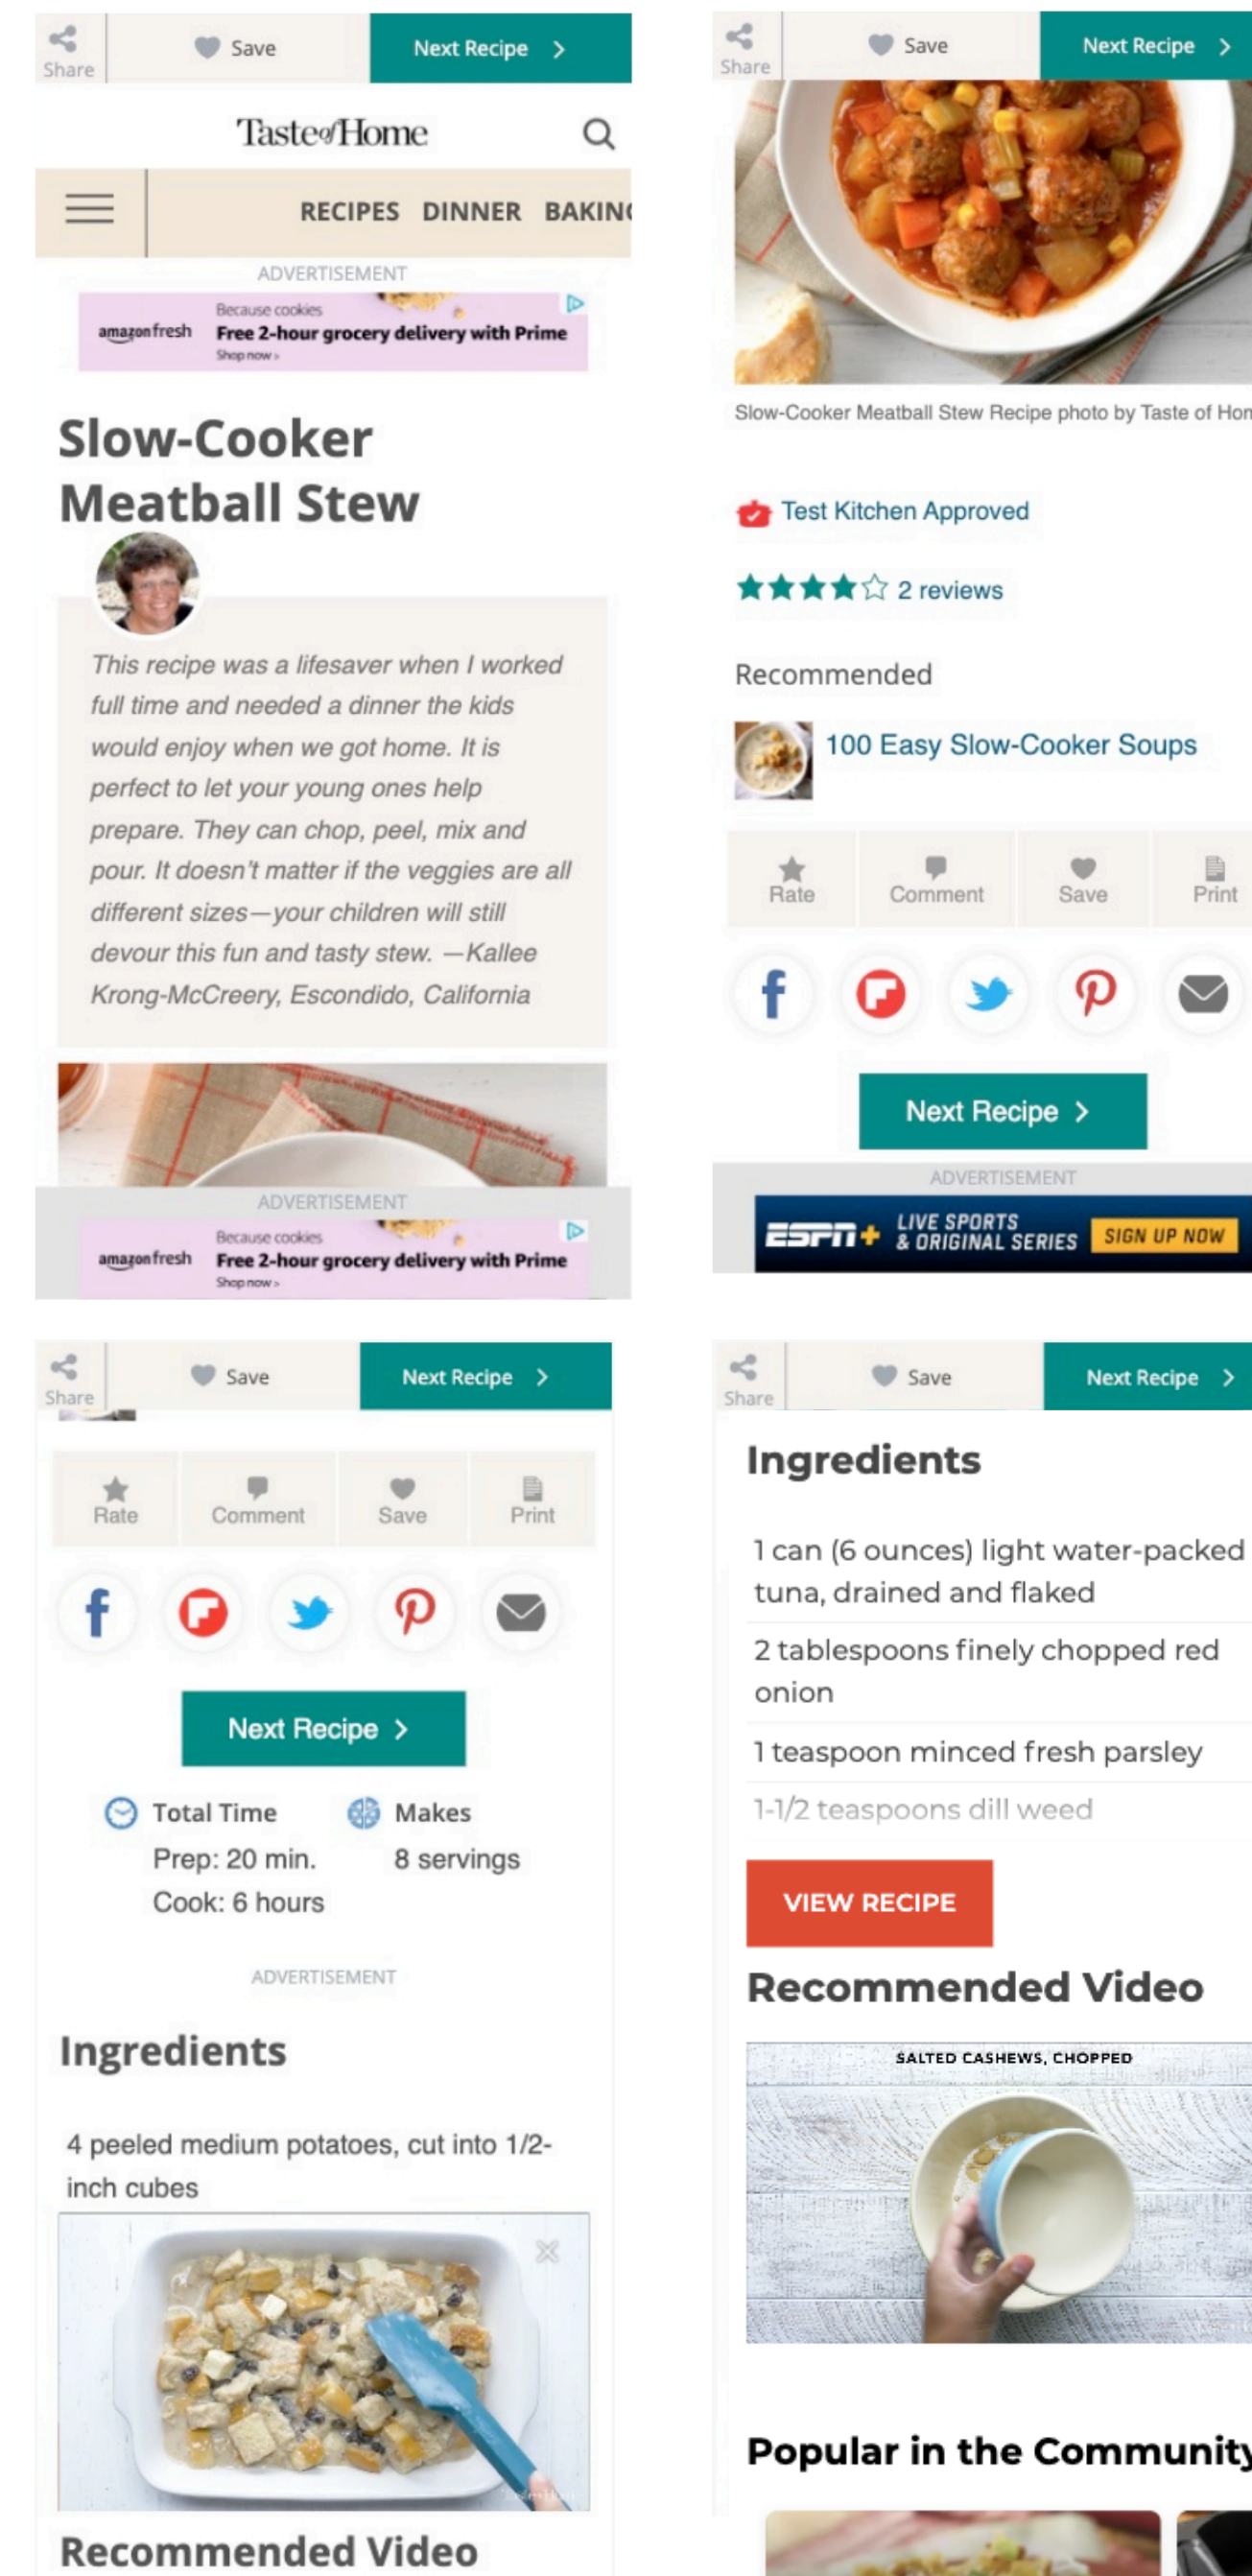 Share
Save
Next Recipe
Taste of Home
RECIPES DINNER BAKING
ADVERTISEMENT
amazonfresh
Because cookies
Free 2-hour grocery delivery with Prime
Shop now >
Slow-Cooker
Meatball Stew
This recipe was a lifesaver when I worked
full time and needed a dinner the kids
would enjoy when we got home. It is
perfect to let your young ones help
prepare. They can chop, peel, mix and
pour. It doesn't matter if the veggies are all
different sizes—your children will still
devour this fun and tasty stew. —Kallee
Krong-McCreery, Escondido, California
ADVERTISEMENT
amazonfresh
Because cookies
Free 2-hour grocery delivery with Prime
Shop now >
Share
Save
Next Recipe
Slow-Cooker Meatball Stew Recipe photo by Taste of Hom
Test Kitchen Approved
2 reviews
Recommended
100 Easy Slow-Cooker Soups
Rate Comment Save Print
Next Recipe
ADVERTISEMENT
ESPN+
LIVE SPORTS
& ORIGINAL SERIES
SIGN UP NOW
Share
Save
Next Recipe
Rate Comment Save Print
Next Recipe
Total Time Makes
Prep: 20 min. 8 servings
Cook: 6 hours
ADVERTISEMENT
Ingredients
4 peeled medium potatoes, cut into 1/2-
inch cubes
Recommended Video
Share
Save
Next Recipe
Ingredients
1 can (6 ounces) light water-packed
tuna, drained and flaked
2 tablespoons finely chopped red
onion
1 teaspoon minced fresh parsley
1-1/2 teaspoons dill weed
VIEW RECIPE
Recommended Video
SALTED CASHEWS, CHOPPED
Popular in the Community